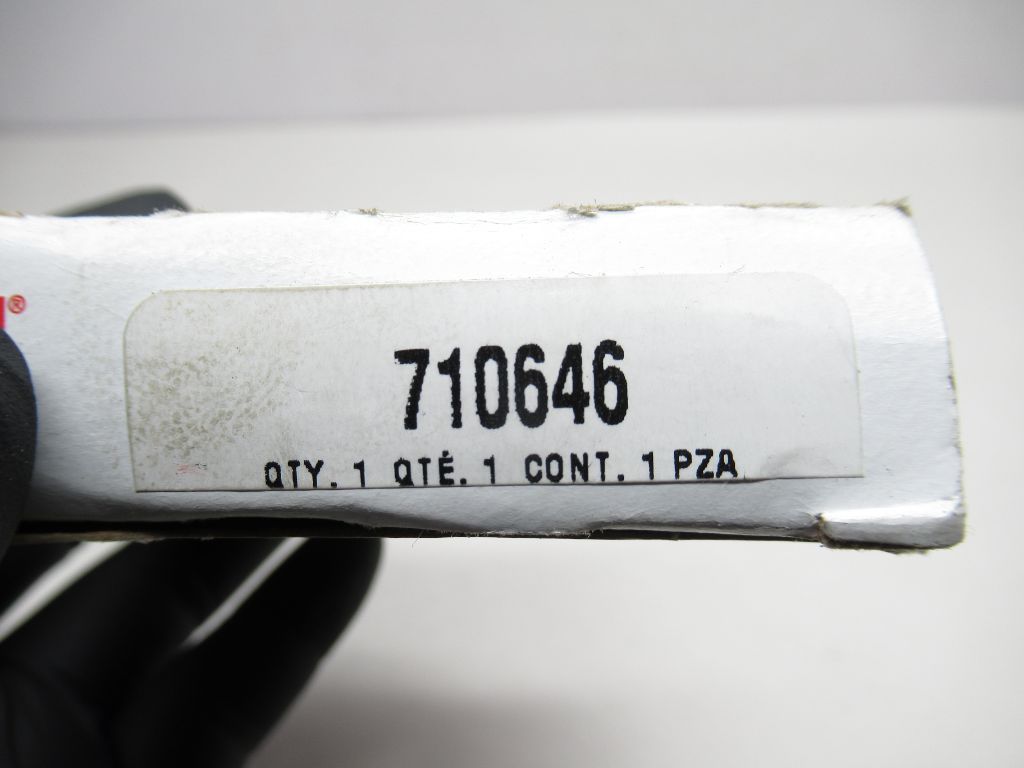 ®
710646
QTY. 1 QTÉ. 1 CONT. 1 PZA